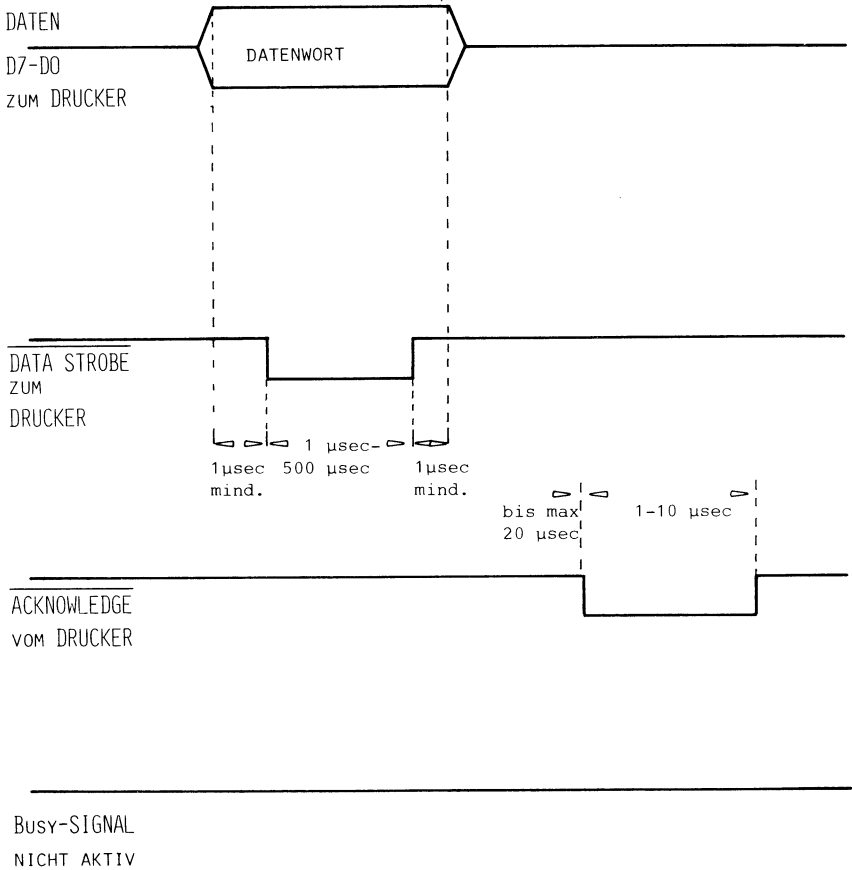 DATEN
DATENWORT
D7-D0
ZUM DRUCKER
DATA STROBE
ZUM
DRUCKER
1 µsec-
1µsec 500 µsec 1µsec
mind. mind.
bis max 1-10 µsec
20 µsec
ACKNOWLEDGE
VOM DRUCKER
BUSY-SIGNAL
NICHT AKTIV